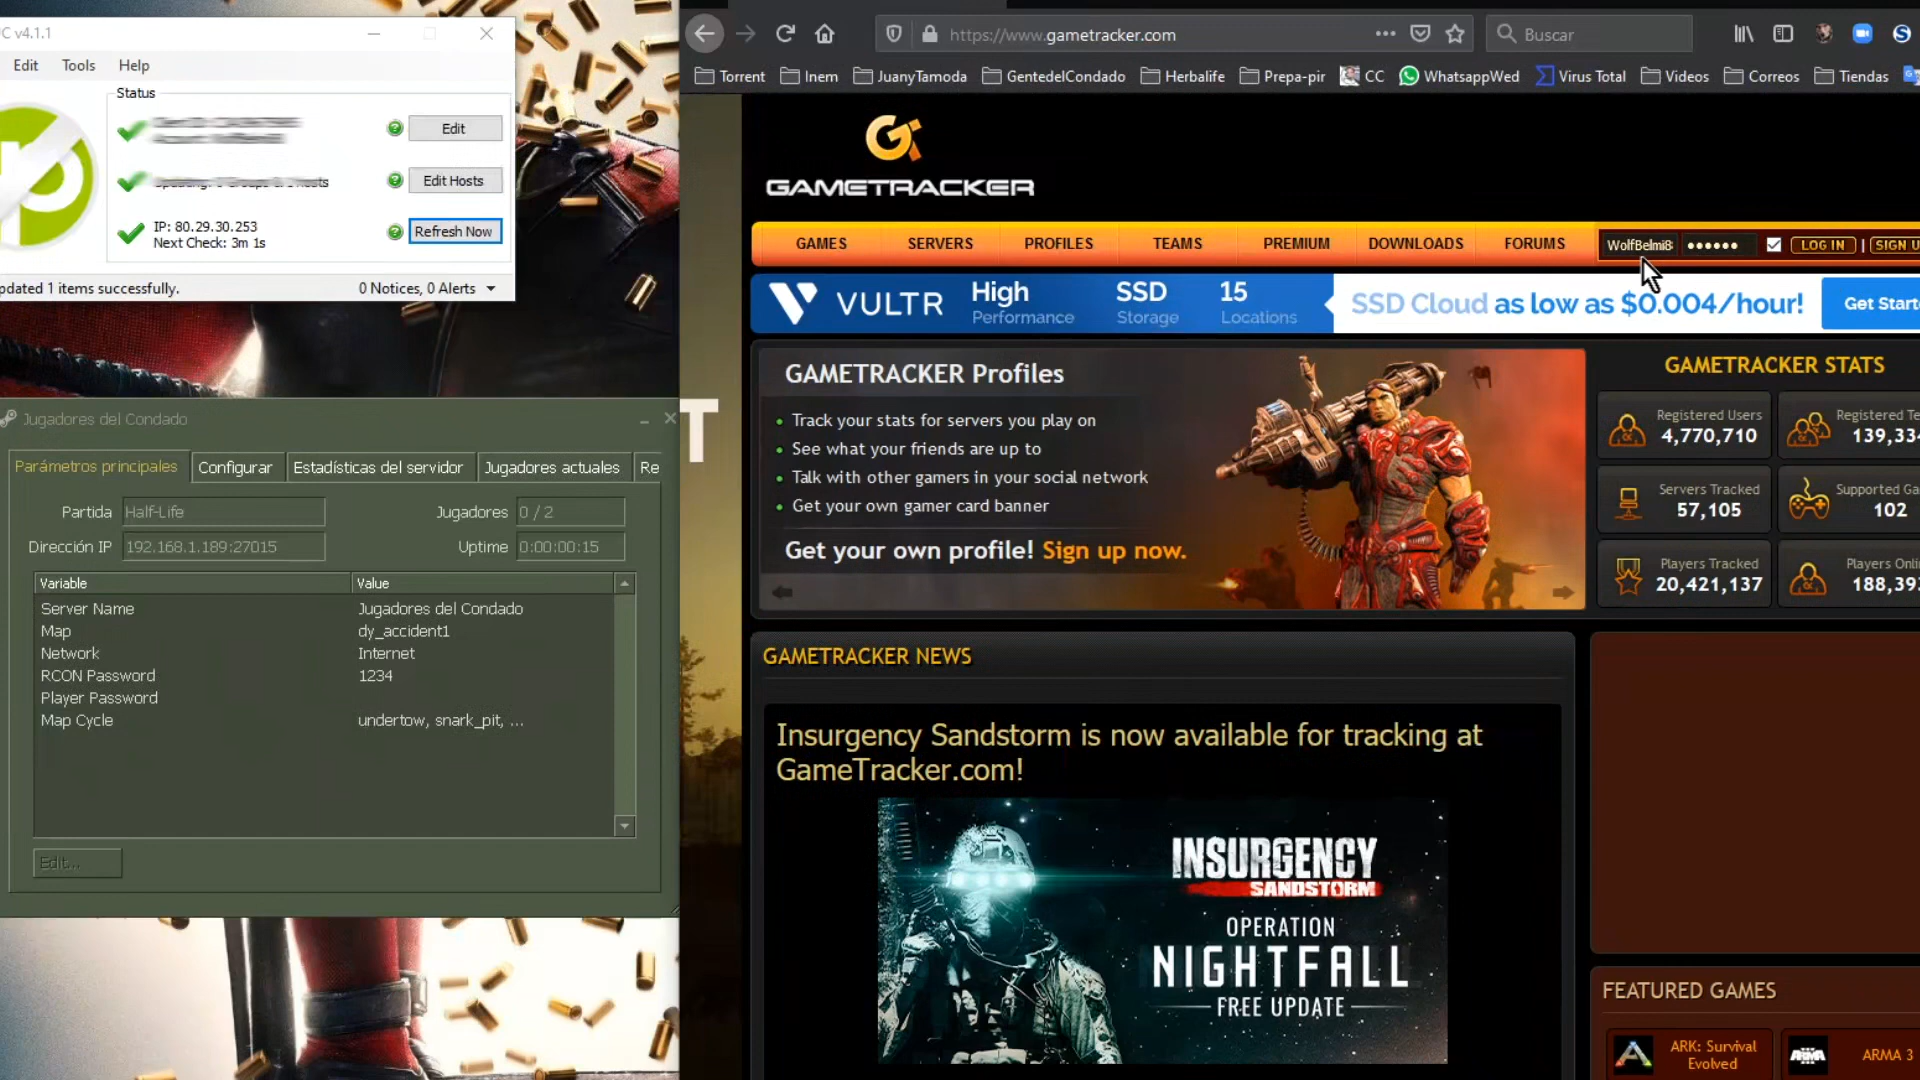 C v4.1.1
Edit Tools Help
Status
Edit
Edit Hosts
IP: 80.29.30.253
Next Check: 3m 1s
Refresh Now
pdated 1 items successfully.
0 Notices, 0 Alerts
Jugadores del Condado
Parámetros principales Configurar Estadísticas del servidor Jugadores actuales Re
Partida Half-Life Jugadores 0 / 2
Dirección IP 192.168.1.189:27015 Uptime 0:00:00:15
Variable Value
Server Name Jugadores del Condado
Map dy_accident1
Network Internet
RCON Password 1234
Player Password
Map Cycle undertow, snark_pit, ...
Edit...
T
https://www.gametracker.com
Buscar
Torrent Inem JuanyTamoda GentedelCondado Herbalife Prepa-pir CC WhatsappWed Virus Total Videos Correos Tiendas
GAMETRACKER
GAMES SERVERS PROFILES TEAMS PREMIUM DOWNLOADS FORUMS WolfBelmi8 •••••• LOG IN | SIGN U
VULTR High Performance SSD Storage 15 Locations SSD Cloud as low as $0.004/hour! Get Start
GAMETRACKER Profiles
• Track your stats for servers you play on
• See what your friends are up to
• Talk with other gamers in your social network
• Get your own gamer card banner
Get your own profile! Sign up now.
GAMETRACKER STATS
Registered Users
4,770,710
Registered Te
139,334
Servers Tracked
57,105
Supported Ga
102
Players Tracked
20,421,137
Players Onli
188,393
GAMETRACKER NEWS
Insurgency Sandstorm is now available for tracking at
GameTracker.com!
INSURGENCY
SANDSTORM
OPERATION
NIGHTFALL
FREE UPDATE
FEATURED GAMES
ARK: Survival
Evolved
ARMA
ARMA 3